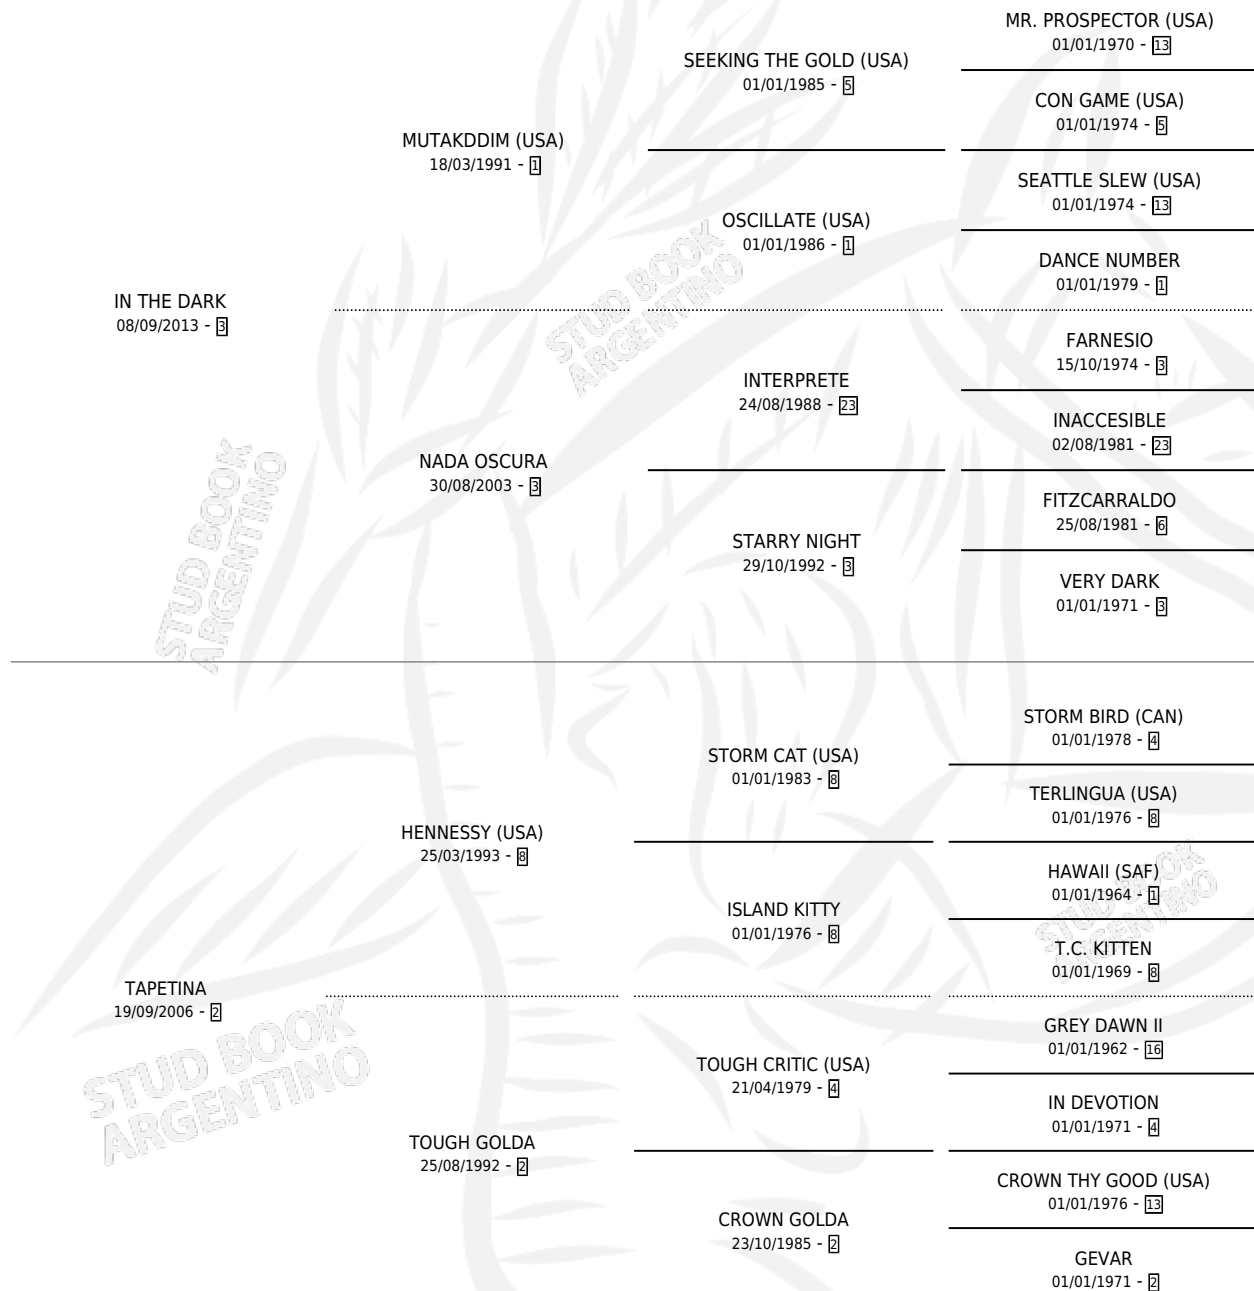 MR. PROSPECTOR (USA)
01/01/1970 - 13
SEEKING THE GOLD (USA)
01/01/1985 - 5
CON GAME (USA)
01/01/1974 - 5
MUTAKDDIM (USA)
18/03/1991 - 1
SEATTLE SLEW (USA)
01/01/1974 - 13
OSCILLATE (USA)
01/01/1986 - 1
DANCE NUMBER
01/01/1979 - 1
IN THE DARK
08/09/2013 - 3
FARNESIO
15/10/1974 - 3
INTERPRETE
24/08/1988 - 23
INACCESIBLE
02/08/1981 - 23
NADA OSCURA
30/08/2003 - 3
FITZCARRALDO
25/08/1981 - 6
STARRY NIGHT
29/10/1992 - 3
VERY DARK
01/01/1971 - 3
STORM BIRD (CAN)
01/01/1978 - 4
STORM CAT (USA)
01/01/1983 - 8
TERLINGUA (USA)
01/01/1976 - 8
HENNESSY (USA)
25/03/1993 - 8
HAWAII (SAF)
01/01/1964 - 1
ISLAND KITTY
01/01/1976 - 8
T.C. KITTEN
01/01/1969 - 8
TAPETINA
19/09/2006 - 2
GREY DAWN II
01/01/1962 - 16
TOUGH CRITIC (USA)
21/04/1979 - 4
IN DEVOTION
01/01/1971 - 4
TOUGH GOLDA
25/08/1992 - 2
CROWN THY GOOD (USA)
01/01/1976 - 13
CROWN GOLDA
23/10/1985 - 2
GEVAR
01/01/1971 - 2
STUD BOOK
ARGENTINO
STUD BOOK
ARGENTINO
STUD BOOK
ARGENTINO
STUD BOOK
ARGENTINO